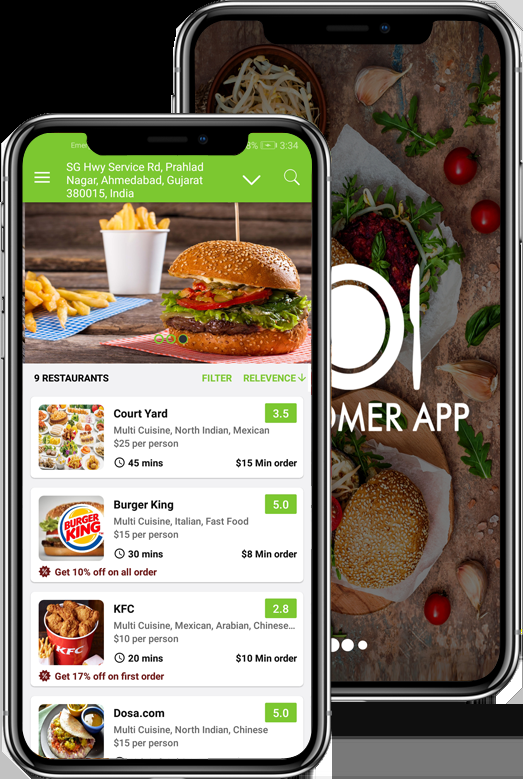 3:34
SG Hwy Service Rd, Prahlad
Nagar, Ahmedabad, Gujarat
380015, India
9 RESTAURANTS FILTER RELEVENCE
Court Yard 3.5
Multi Cuisine, North Indian, Mexican
$25 per person
45 mins $15 Min order
BURGER KING
Burger King 5.0
Multi Cuisine, Italian, Fast Food
$15 per person
30 mins $8 Min order
Get 10% off on all order
KFC
KFC 2.8
Multi Cuisine, Mexican, Arabian, Chinese...
$10 per person
20 mins $10 Min order
Get 17% off on first order
Dosa.com 5.0
Multi Cuisine, North Indian, Chinese
$15 per person
OMER APP